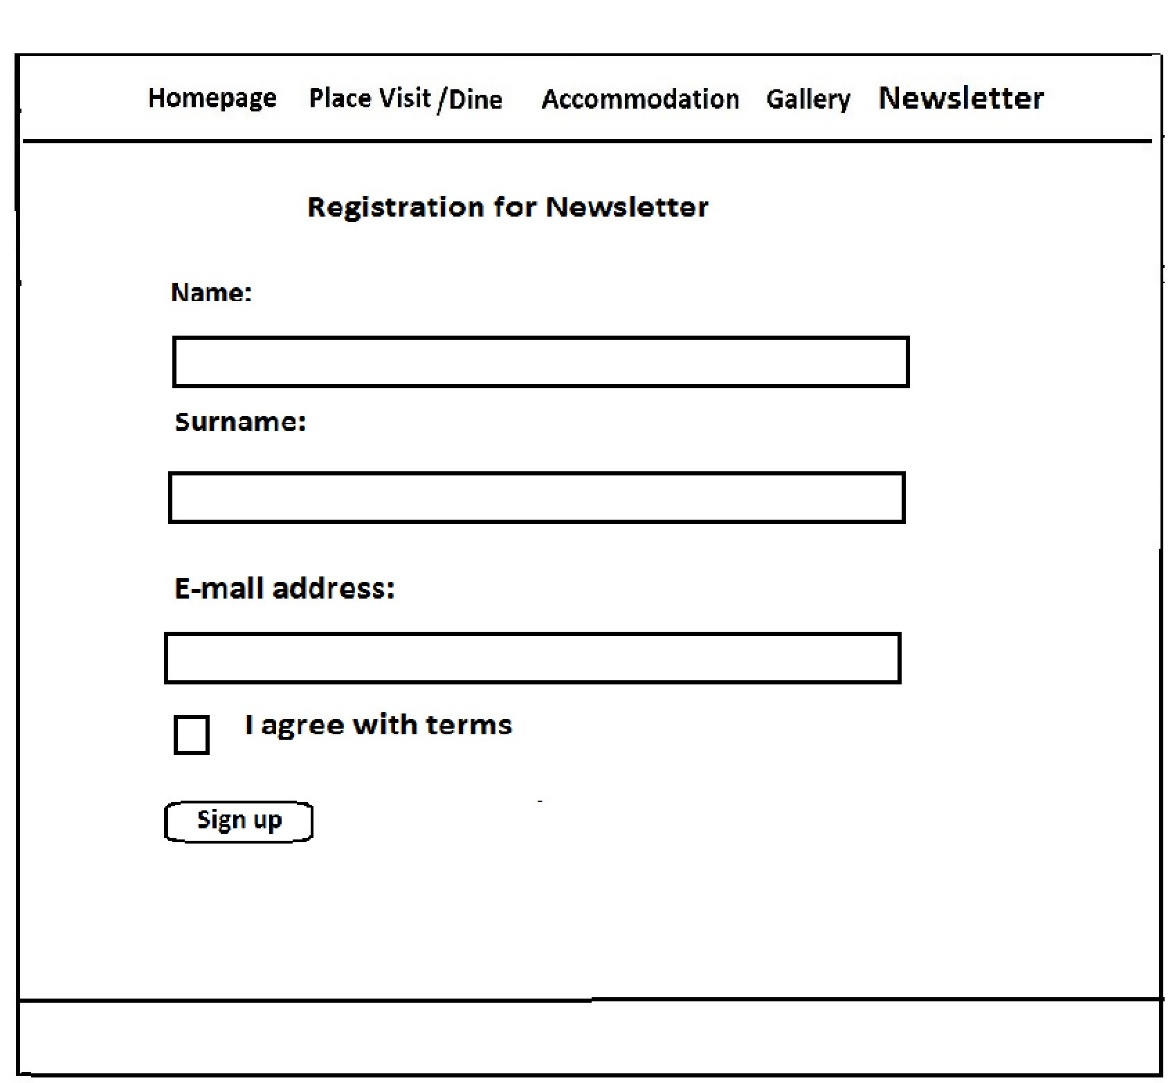 Homepage Place Visit /Dine Accommodation Gallery Newsletter
Registration for Newsletter
Name:
Surname:
E-mall address:
I agree with terms
Sign up